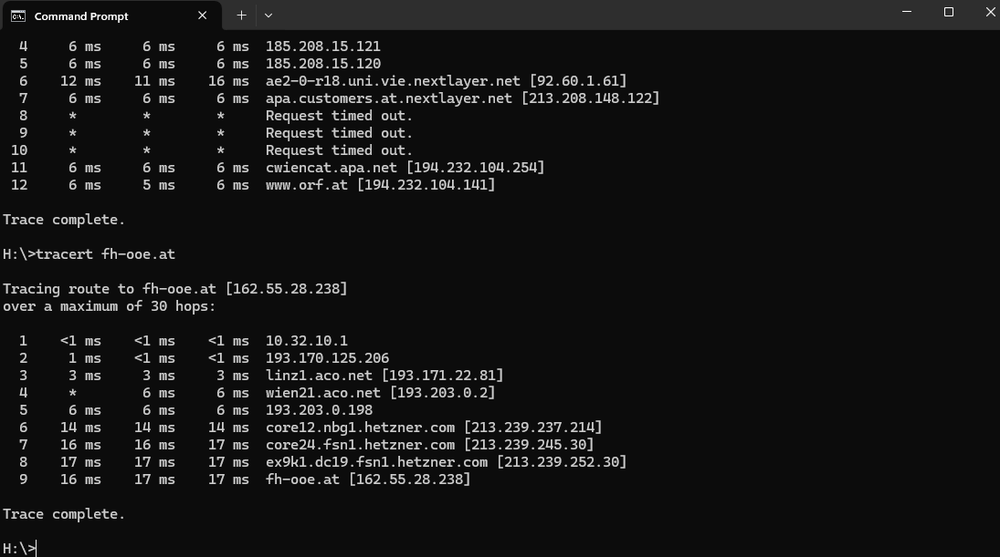 Command Prompt
4 6 ms 6 ms 6 ms 185.208.15.121
5 6 ms 6 ms 6 ms 185.208.15.120
6 12 ms 11 ms 16 ms ae2-0-r18.uni.vie.nextlayer.net [92.60.1.61]
7 6 ms 6 ms 6 ms apa.customers.at.nextlayer.net [213.208.148.122]
8 * * * Request timed out.
9 * * * Request timed out.
10 * * * Request timed out.
11 6 ms 6 ms 6 ms cwiencat.apa.net [194.232.104.254]
12 6 ms 5 ms 6 ms www.orf.at [194.232.104.141]
Trace complete.
H:\>tracert fh-ooe.at
Tracing route to fh-ooe.at [162.55.28.238]
over a maximum of 30 hops:
1 <1 ms <1 ms <1 ms 10.32.10.1
2 1 ms <1 ms <1 ms 193.170.125.206
3 3 ms 3 ms 3 ms linz1.aco.net [193.171.22.81]
4 * 6 ms 6 ms wien21.aco.net [193.203.0.2]
5 6 ms 6 ms 6 ms 193.203.0.198
6 14 ms 14 ms 14 ms core12.nbg1.hetzner.com [213.239.237.214]
7 16 ms 16 ms 17 ms core24.fsn1.hetzner.com [213.239.245.30]
8 17 ms 17 ms 17 ms ex9k1.dc19.fsn1.hetzner.com [213.239.252.30]
9 16 ms 17 ms 17 ms fh-ooe.at [162.55.28.238]
Trace complete.
H:\>